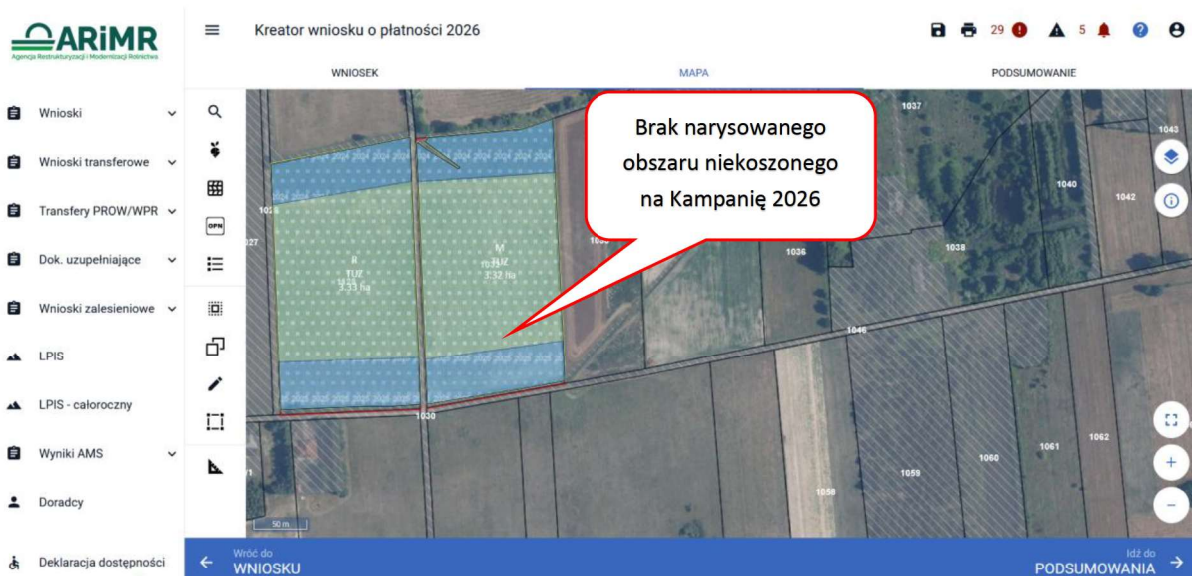 ARiMR
Agencja Restrukturyzacji i Modernizacji Rolnictwa
Kreator wniosku o płatności 2026
29
5
WNIOSEK
MAPA
PODSUMOWANIE
Wnioski
Wnioski transferowe
Transfery PROW/WPR
Dok. uzupełniające
Wnioski zalesieniowe
LPIS
LPIS - całoroczny
Wyniki AMS
Doradcy
Deklaracja dostępności
OPN
Brak narysowanego
obszaru niekoszonego
na Kampanię 2026
1037
1043
1040
1042
1036
1038
1046
R
TUZ
3.33 ha
M
TUZ
3.32 ha
1030
1061
1062
1060
1059
1058
50 m
Wróć do
WNIOSKU
Idź do
PODSUMOWANIA